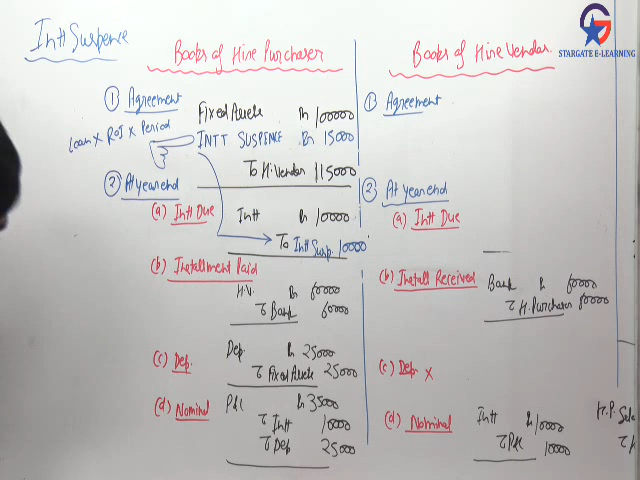 Intt Suspence
STARGATE E-LEARNING
Books of Hire Purchaser
Books of Hire Vendor
① Agreement
Fixed Assets Dr 100000
Loan x ROI x Period
INTT SUSPENCE Dr 15000
To H.Vendor 115000
② At year end
(a) Intt Due
Intt Dr 10000
To Intt Susp. 10000
(b) Installment Paid
H.V. Dr 60000
To Bank 60000
(c) Dep.
Dep Dr 25000
To Fixed Assets 25000
(d) Nominal
P&L Dr 35000
To Intt 10000
To Dep 25000
① Agreement
② At year end
(a) Intt Due
(b) Install Received
Bank Dr 60000
To H.Purchaser 60000
(c) Dep x
(d) Nominal
Intt Dr 10000
To P&L 10000
H.P. Sale